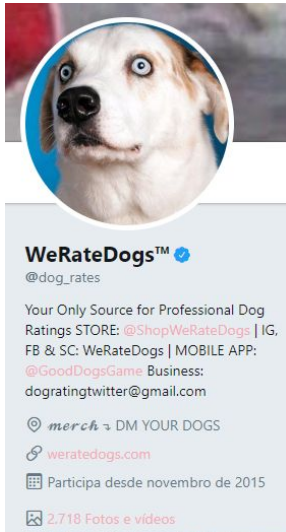 WeRateDogs™
@dog_rates
Your Only Source for Professional Dog
Ratings STORE: @ShopWeRateDogs | IG,
FB & SC: WeRateDogs | MOBILE APP:
@GoodDogsGame Business:
dogratingtwitter@gmail.com
𝓶𝓮𝓻𝓬𝓱 ⤵ DM YOUR DOGS
weratedogs.com
Participa desde novembro de 2015
2.718 Fotos e vídeos